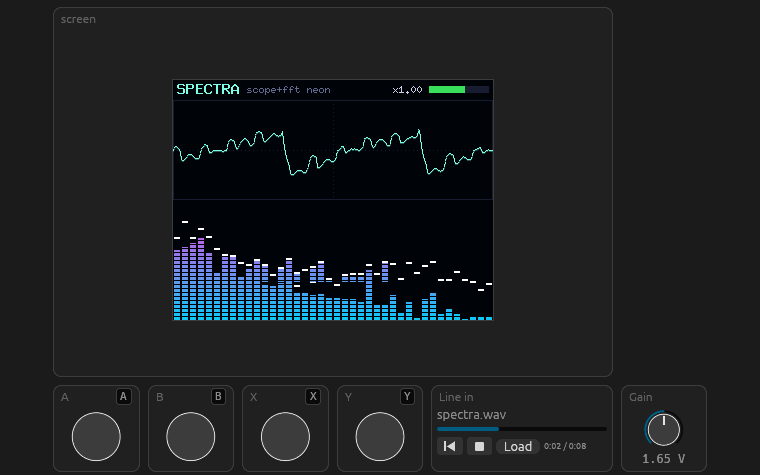 screen
SPECTRA scope+fft neon x1.00
A A
B B
X X
Y Y
Line in
spectra.wav
Load 0:02 / 0:08
Gain
1.65 V